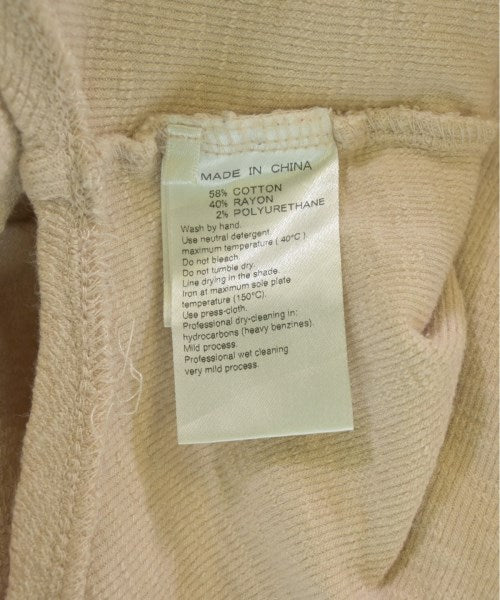 MADE IN CHINA
58% COTTON
40% RAYON
2% POLYURETHANE
Wash by hand.
Use neutral detergent.
maximum temperature ( 40°C ).
Do not bleach.
Do not tumble dry.
Line drying in the shade.
Iron at maximum sole plate
temperature (150°C).
Use press-cloth.
Professional dry-cleaning in:
hydrocarbons (heavy benzines).
Mild process.
Professional wet cleaning
very mild process.